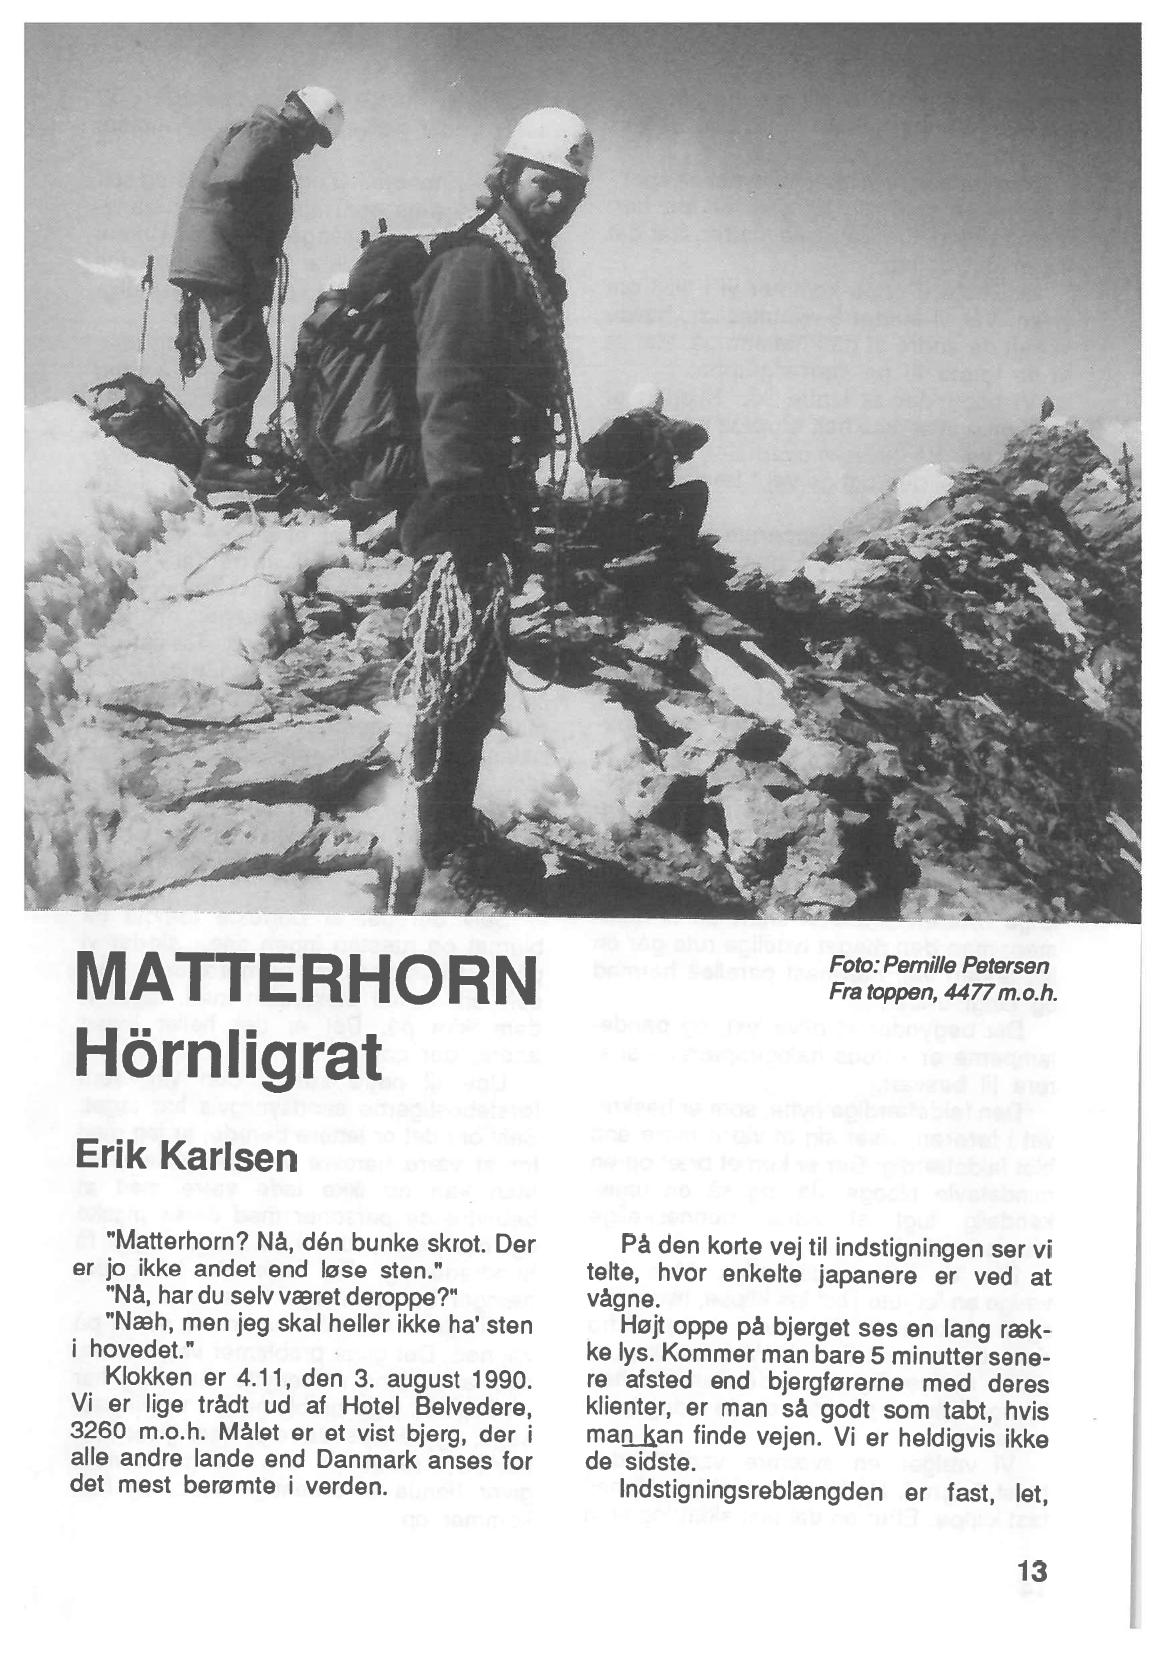 MATTERHORN
Hörnligrat
Foto: Pernille Petersen
Fra toppen, 4477 m.o.h.
Erik Karlsen
"Matterhorn? Nå, dén bunke skrot. Der
er jo ikke andet end løse sten."
"Nå, har du selv været deroppe?"
"Næh, men jeg skal heller ikke ha' sten
i hovedet."
Klokken er 4.11, den 3. august 1990.
Vi er lige trådt ud af Hotel Belvedere,
3260 m.o.h. Målet er et vist bjerg, der i
alle andre lande end Danmark anses for
det mest berømte i verden.
På den korte vej til indstigningen ser vi
telte, hvor enkelte japanere er ved at
vågne.
Højt oppe på bjerget ses en lang ræk-
ke lys. Kommer man bare 5 minutter sene-
re afsted end bjergførerne med deres
klienter, er man så godt som tabt, hvis
man kan finde vejen. Vi er heldigvis ikke
de sidste.
Indstigningsreblængden er fast, let,
13